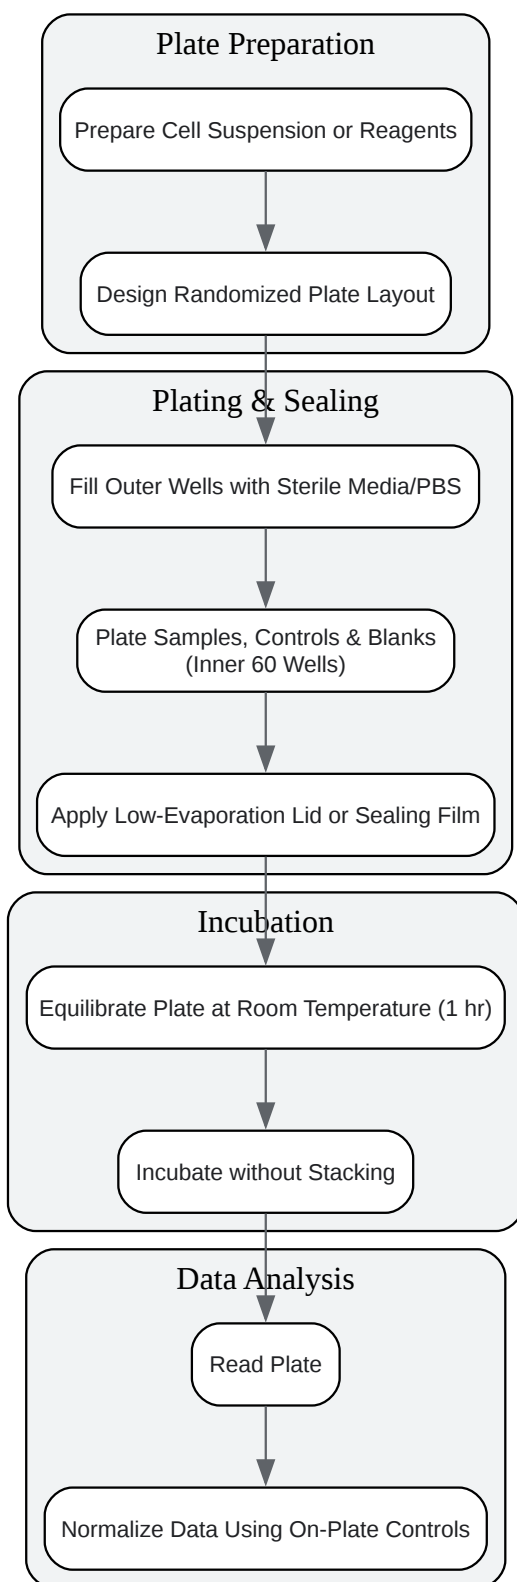 Plate Preparation
Prepare Cell Suspension or Reagents
Design Randomized Plate Layout
Plating & Sealing
Fill Outer Wells with Sterile Media/PBS
Plate Samples, Controls & Blanks
(Inner 60 Wells)
Apply Low-Evaporation Lid or Sealing Film
Incubation
Equilibrate Plate at Room Temperature (1 hr)
Incubate without Stacking
Data Analysis
Read Plate
Normalize Data Using On-Plate Controls